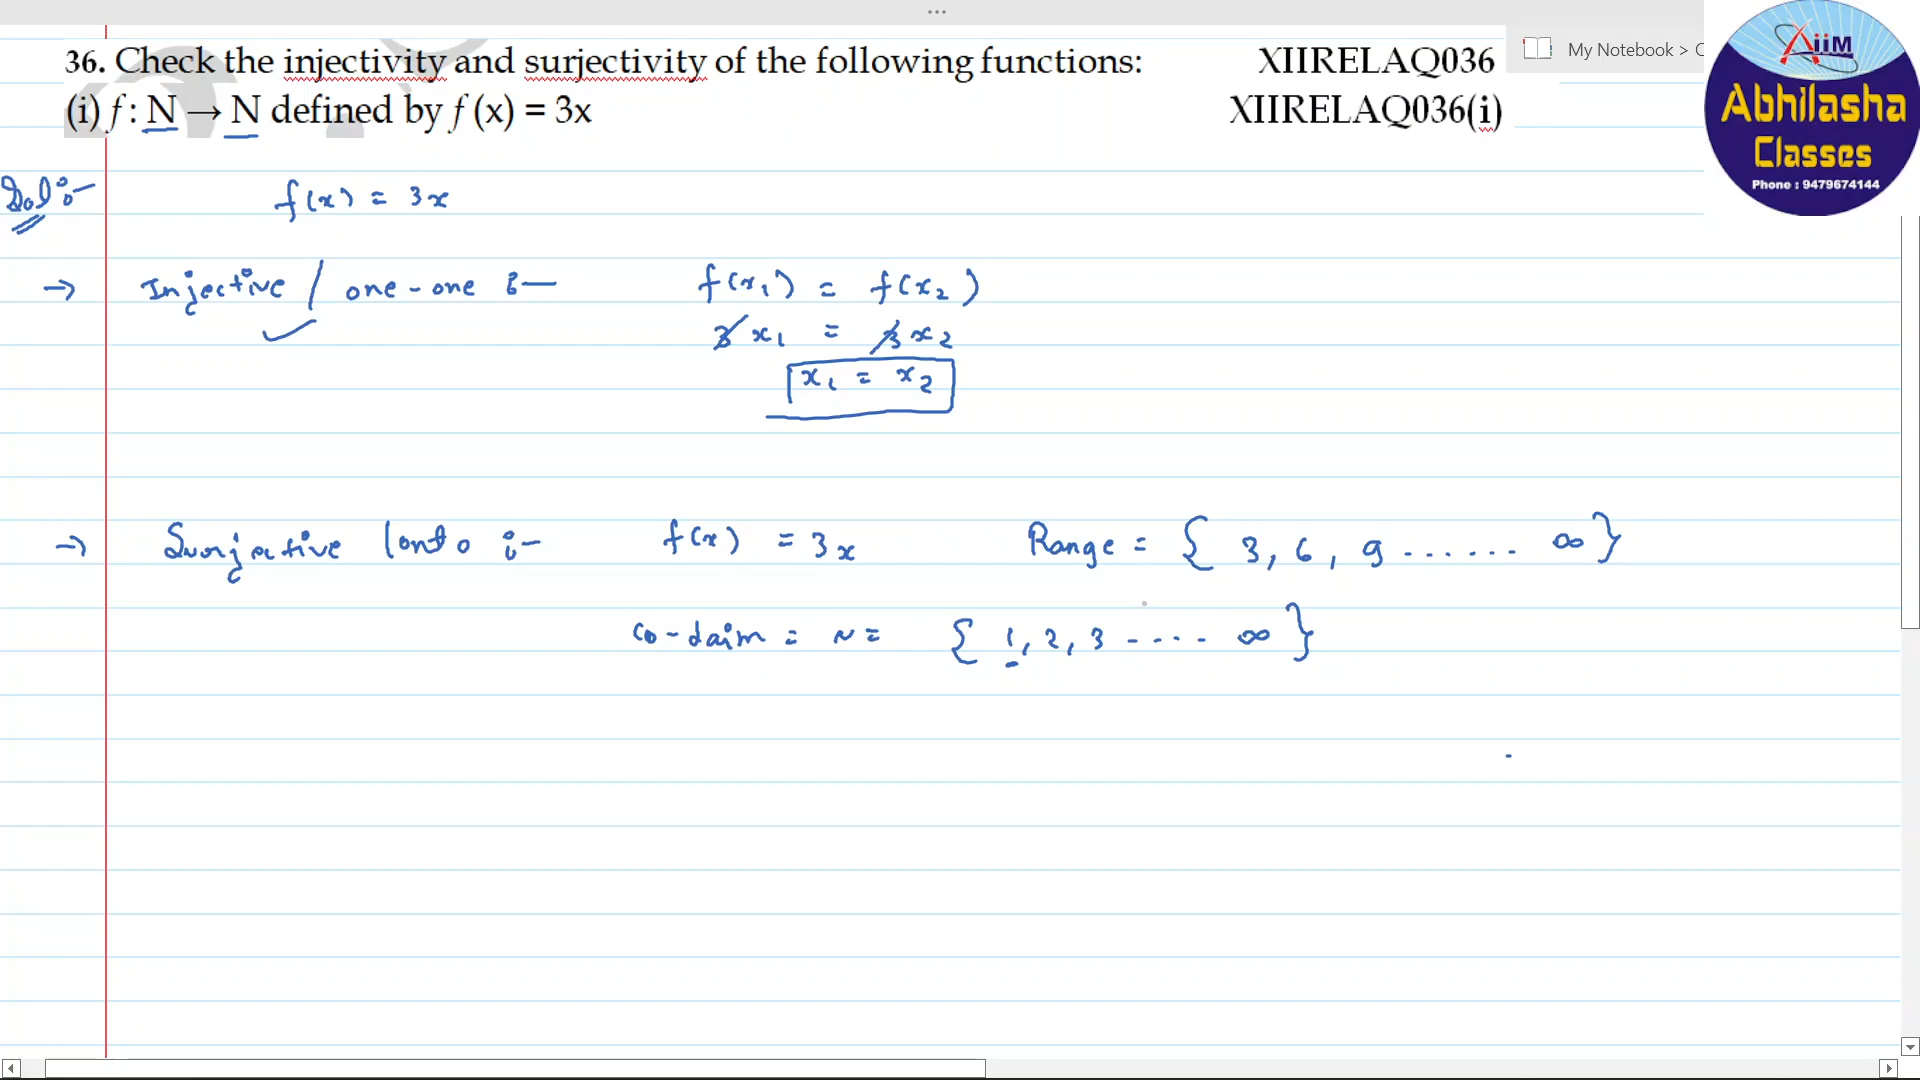 36. Check the injectivity and surjectivity of the following functions: XIIRELAQ036
(i) f : N → N defined by f (x) = 3x XIIRELAQ036(i)
My Notebook > C
AiiM
Abhilasha
Classes
Phone : 9479674144
Sol :-
f(x) = 3x
→ Injective / one-one :- f(x₁) = f(x₂)
3x₁ = 3x₂
x₁ = x₂
→ Surjective (onto :- f(x) = 3x Range = { 3, 6, 9 ...... ∞ }
co-daim = N = { 1, 2, 3 ---- ∞ }